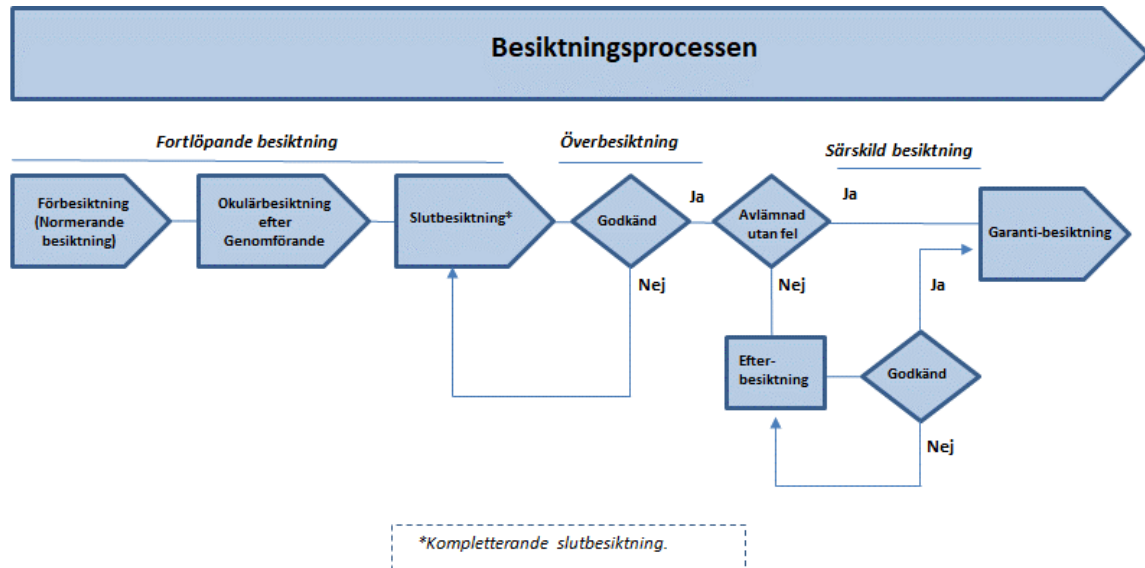 Besiktningsprocessen
Fortlöpande besiktning
Överbesiktning
Särskild besiktning
Förbesiktning
(Normerande
besiktning)
Okulärbesiktning
efter
Genomförande
Slutbesiktning*
Godkänd
Ja
Avlämnad
utan fel
Ja
Garanti-besiktning
Nej
Nej
Ja
Efter-
besiktning
Godkänd
Nej
*Kompletterande slutbesiktning.